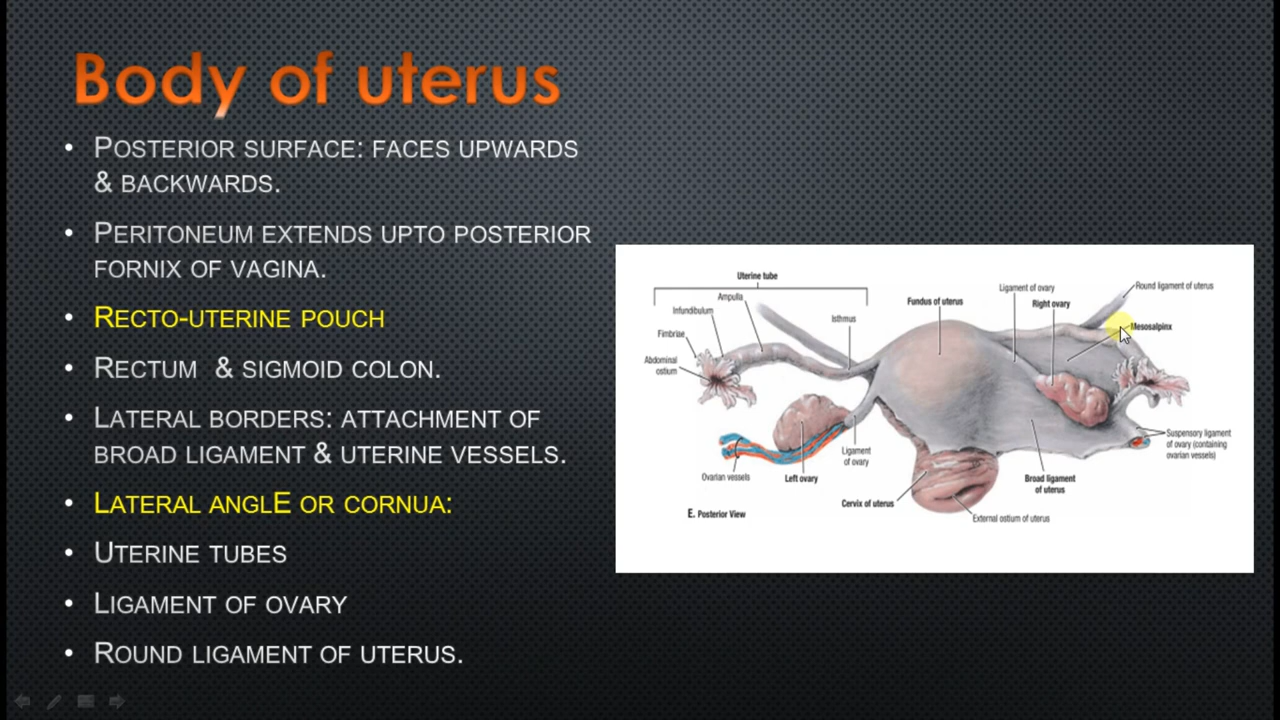 Body of uterus
• Posterior surface: faces upwards
& backwards.
• Peritoneum extends upto posterior
fornix of vagina.
• Recto-uterine pouch
• Rectum & sigmoid colon.
• Lateral borders: attachment of
broad ligament & uterine vessels.
• Lateral anglE or cornua:
• Uterine tubes
• Ligament of ovary
• Round ligament of uterus.
Uterine tube
Ampulla
Infundibulum
Isthmus
Fimbriae
Abdominal
ostium
Fundus of uterus
Ligament of ovary
Right ovary
Round ligament of uterus
Mesosalpinx
Suspensory ligament
of ovary (containing
ovarian vessels)
Ovarian vessels
Left ovary
Ligament
of ovary
Cervix of uterus
Broad ligament
of uterus
External ostium of uterus
E. Posterior View